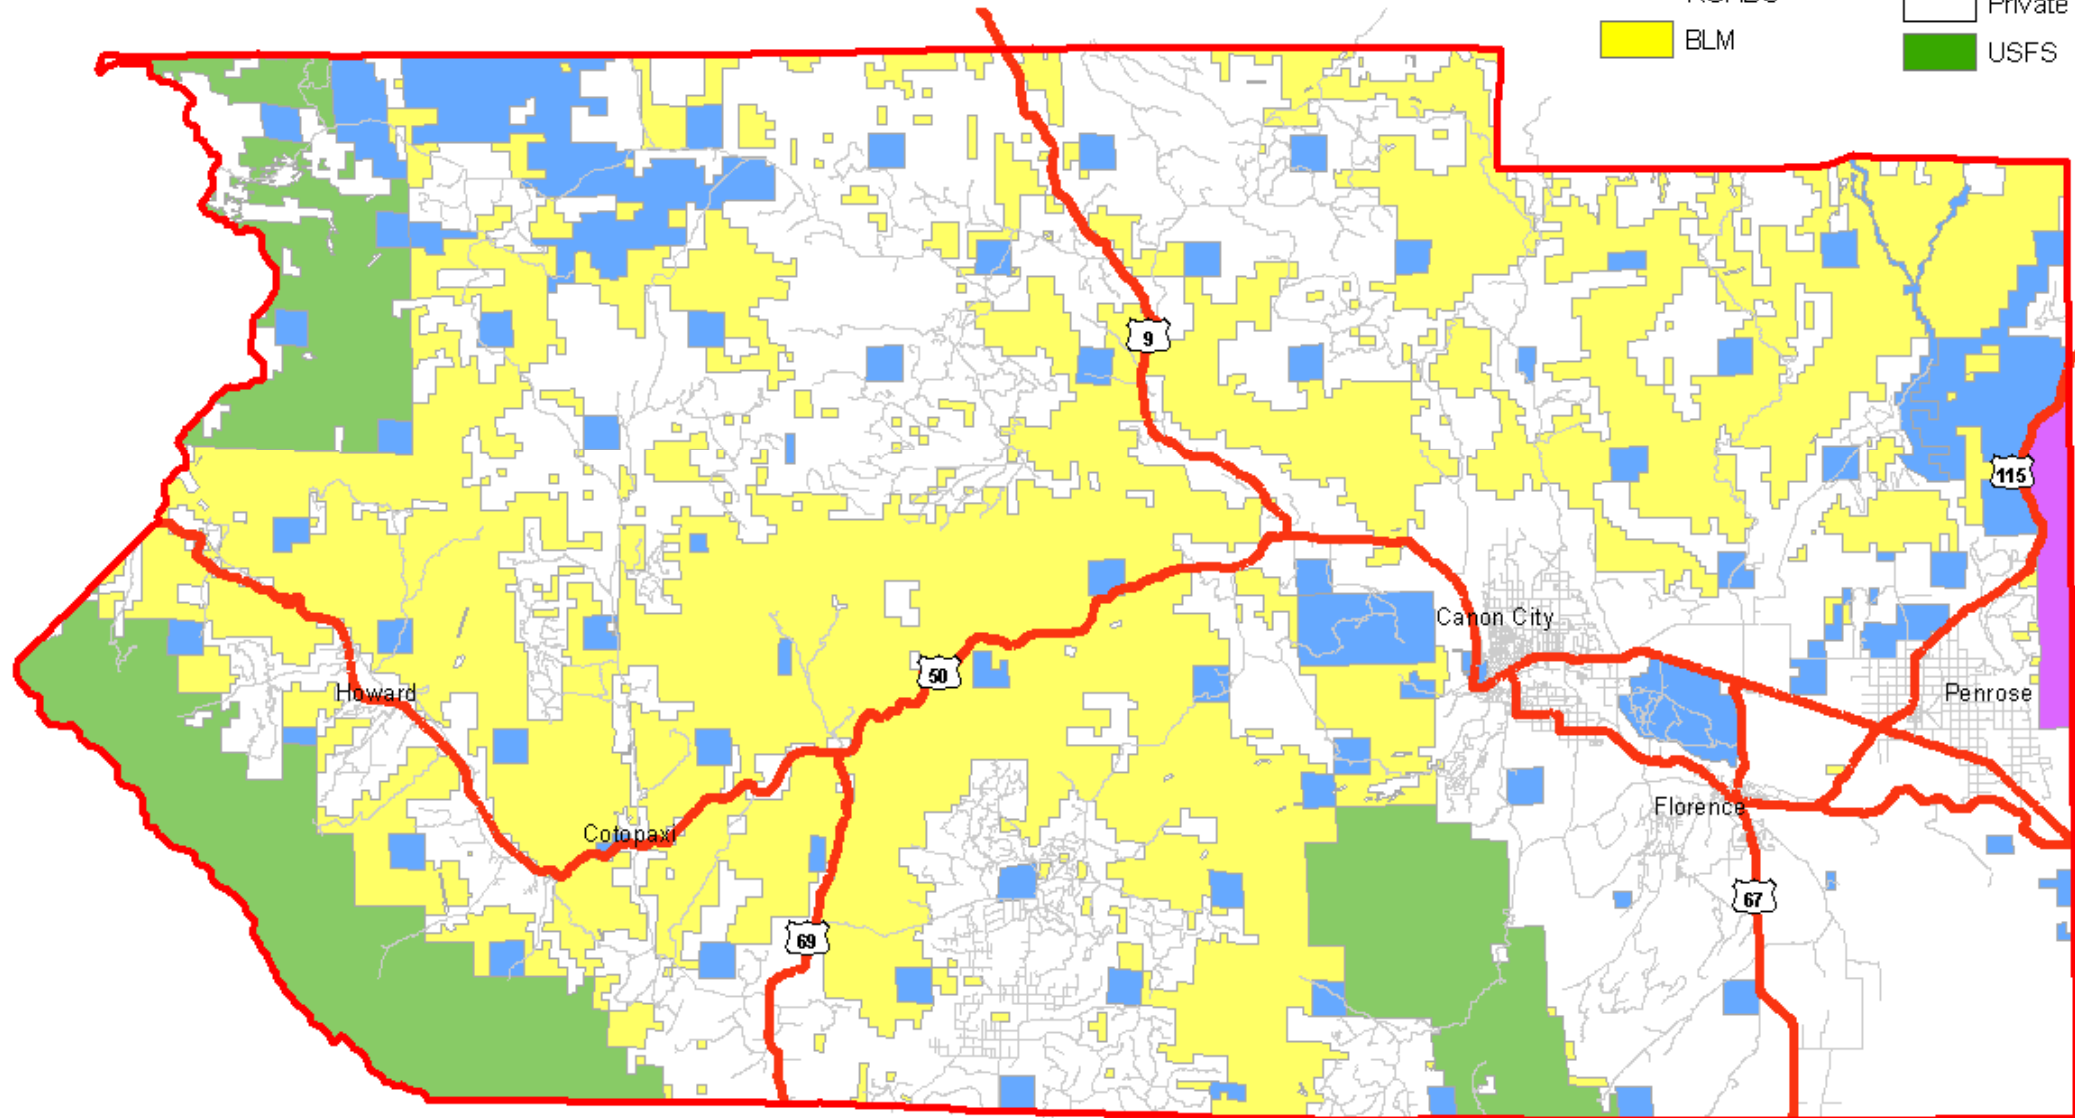 Private
BLM
USFS
9
115
Canon City
50
Howard
Penrose
Florence
Cotopaxi
67
69